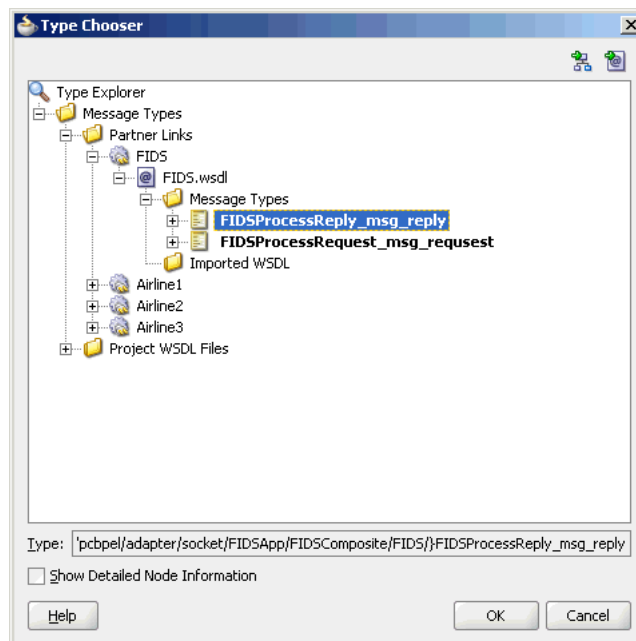 Type Chooser
Type Explorer
Message Types
Partner Links
FIDS
FIDS.wsdl
Message Types
FIDSProcessReply_msg_reply
FIDSProcessRequest_msg_requsest
Imported WSDL
Airline1
Airline2
Airline3
Project WSDL Files
Type: 'pcbpel/adapter/socket/FIDSApp/FIDSComposite/FIDS/}FIDSProcessReply_msg_reply
Show Detailed Node Information
Help OK Cancel